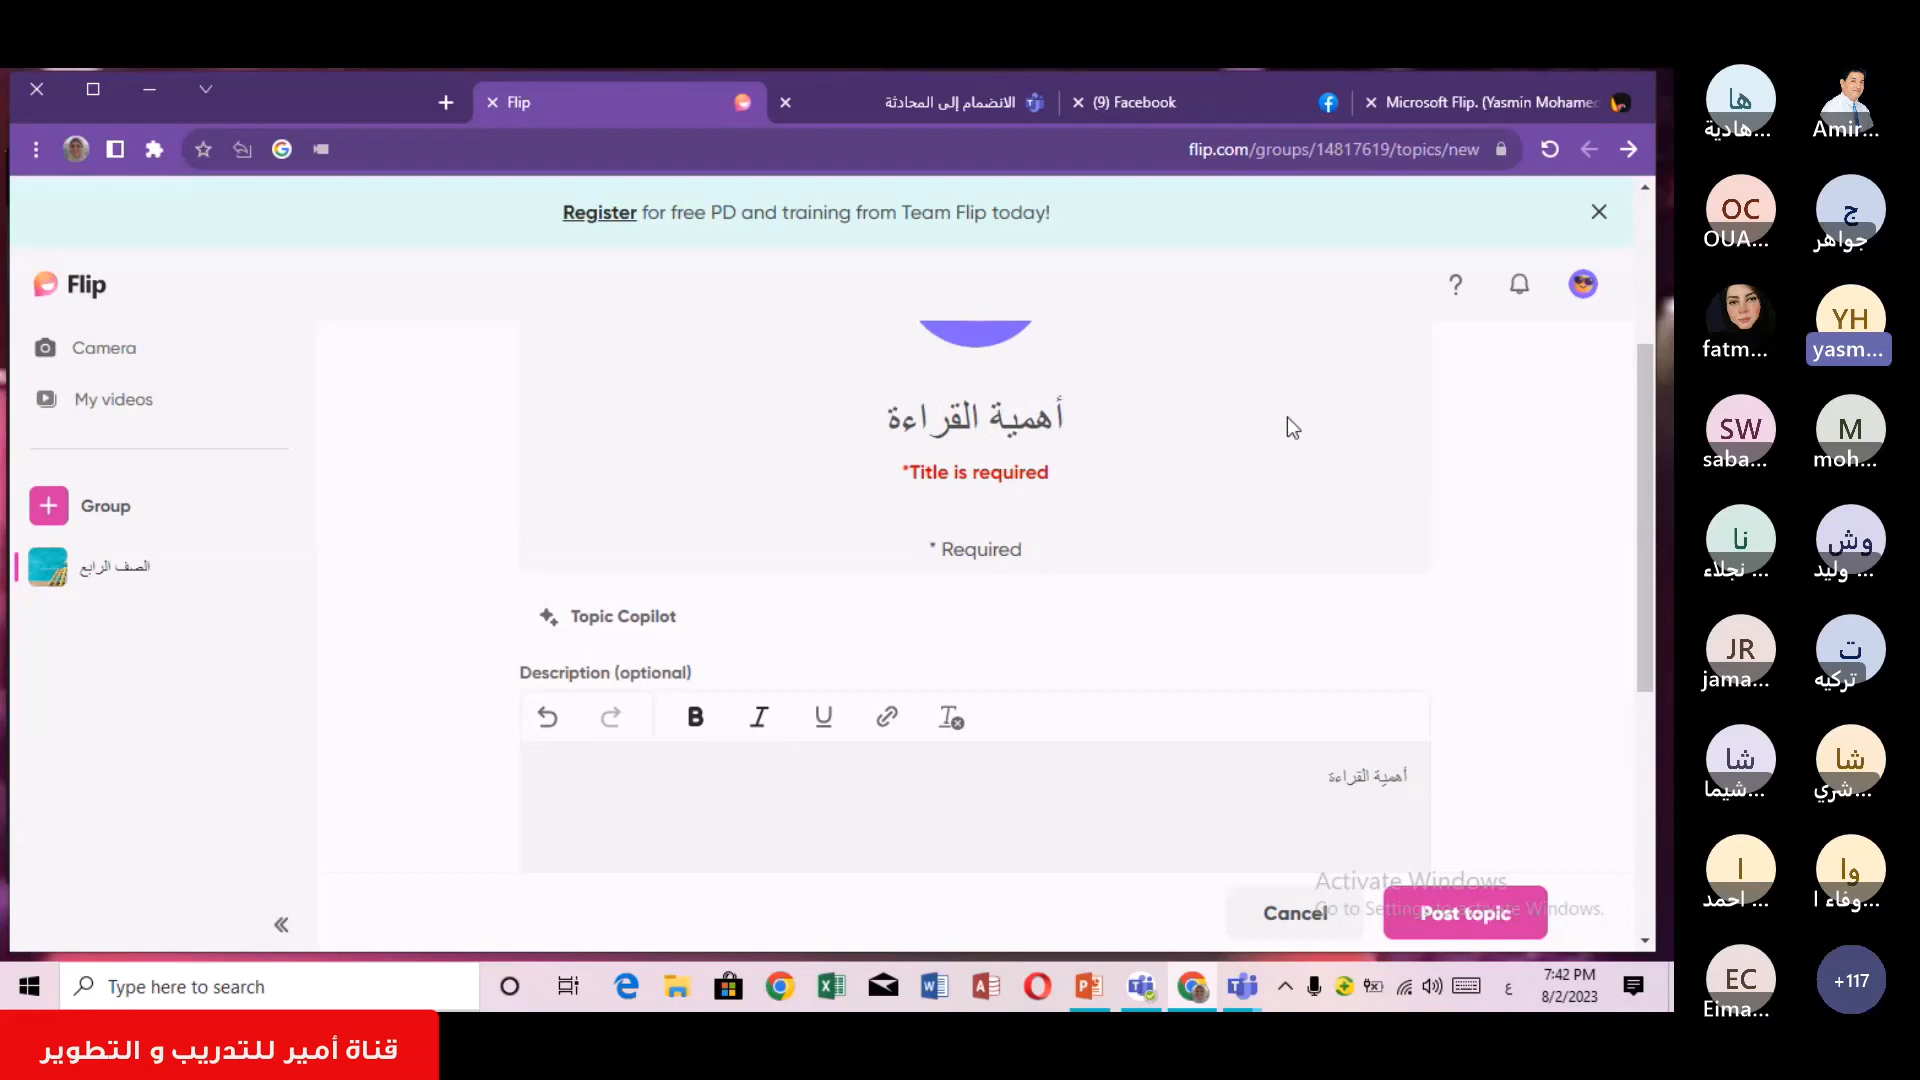 Flip
الانضمام إلى المحادثة
(9) Facebook
Microsoft Flip. (Yasmin Mohamed
flip.com/groups/14817619/topics/new
Register for free PD and training from Team Flip today!
Flip
Camera
My videos
Group
الصف الرابع
أهمية القراءة
*Title is required
* Required
Topic Copilot
Description (optional)
B I U
أهمية القراءة
Activate Windows
Go to Settings to activate Windows.
Cancel
Post topic
Type here to search
ع
7:42 PM
8/2/2023
قناة أمير للتدريب و التطوير
ها
هادية...
Amir...
OC
OUA...
ج
جواهر
fatm...
YH
yasm...
SW
saba...
M
moh...
نا
نجلاء ...
وش
وليد ...
JR
jama...
ت
تركيه
شا
شيما...
شا
شري...
ا
احمد ...
وا
وفاء ا...
EC
Eima...
+117